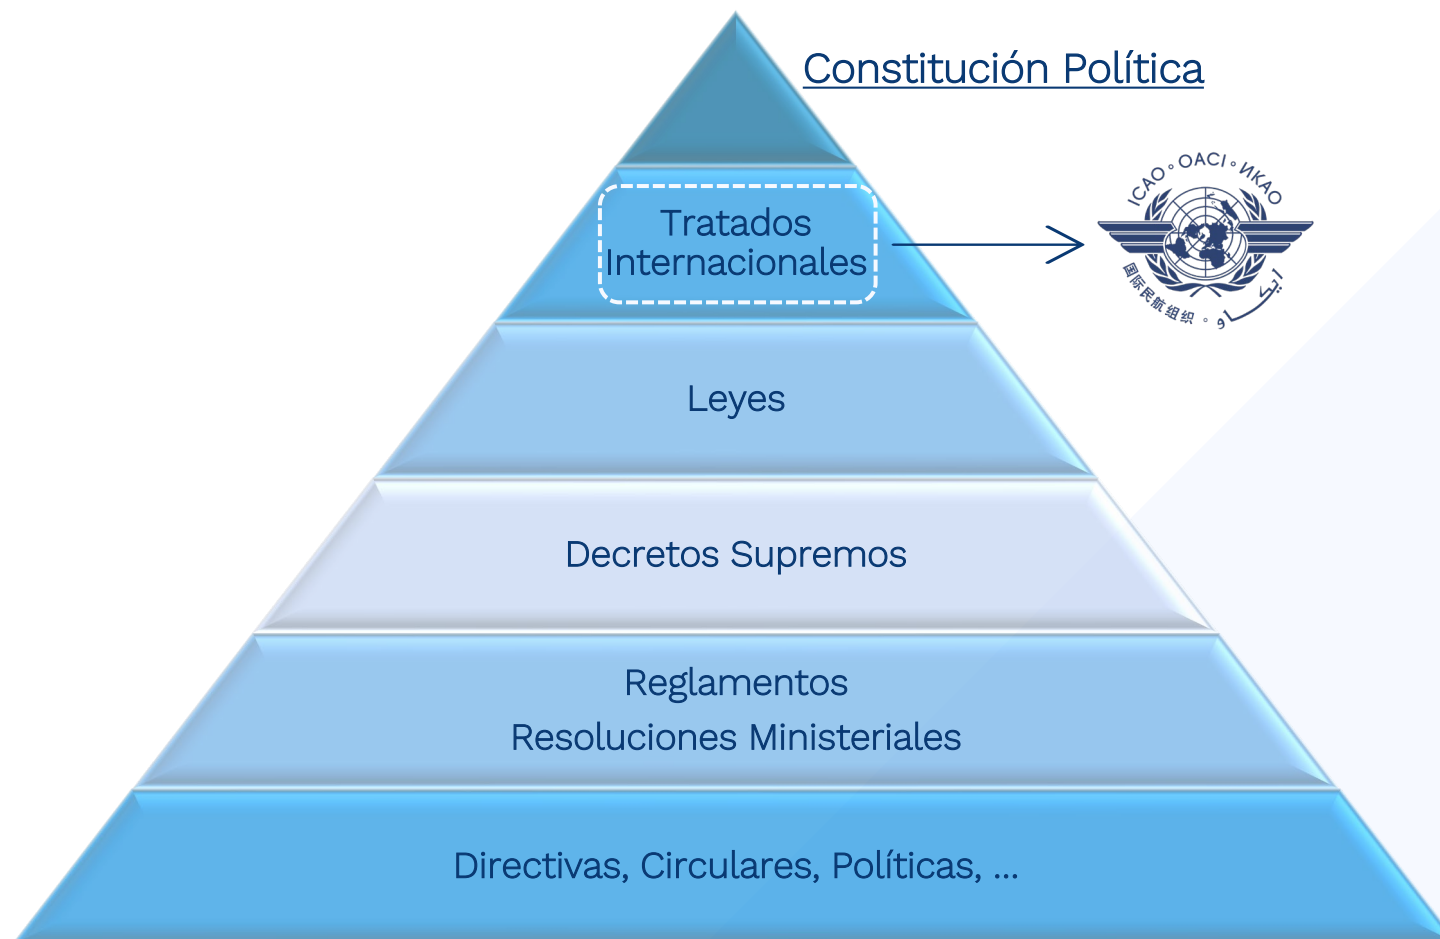 Constitución Política
ICAO ◦ OACI ◦ ИКАО
Tratados
Internacionales
国际民航组织 ◦ ايكاو
Leyes
Decretos Supremos
Reglamentos
Resoluciones Ministeriales
Directivas, Circulares, Políticas, ...